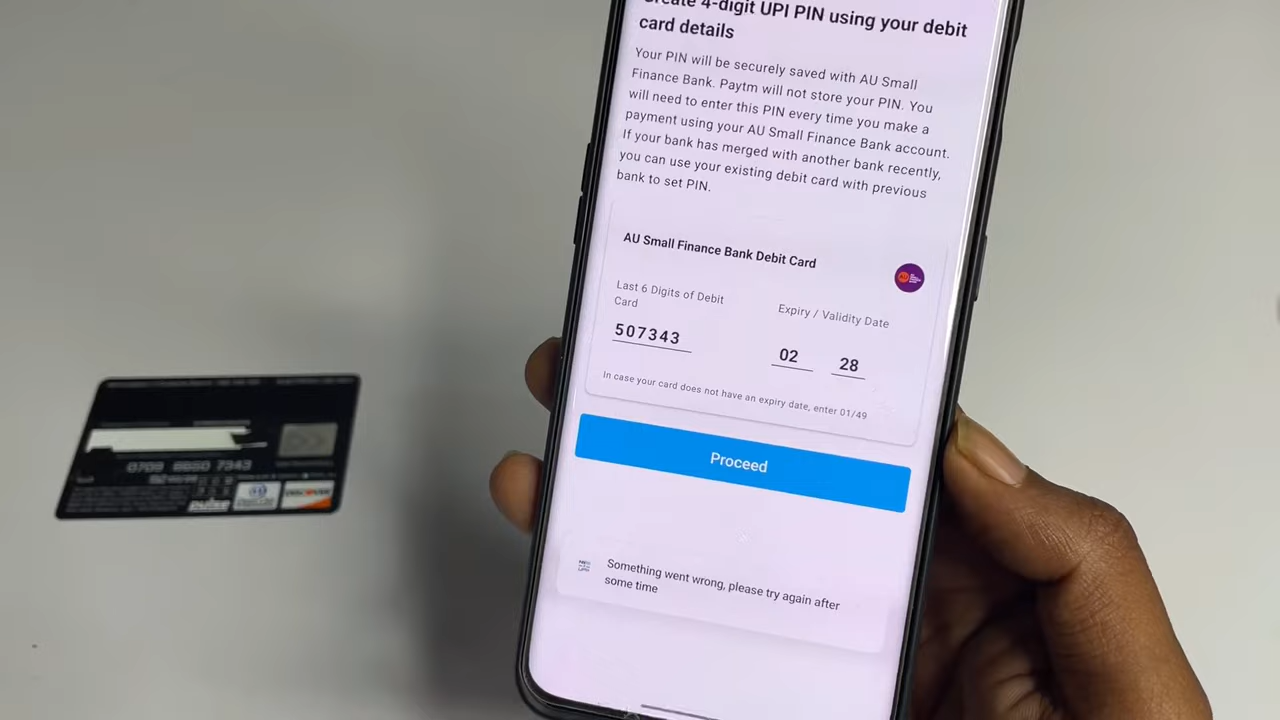 Create 4-digit UPI PIN using your debit
card details
Your PIN will be securely saved with AU Small
Finance Bank. Paytm will not store your PIN. You
will need to enter this PIN every time you make a
payment using your AU Small Finance Bank account.
If your bank has merged with another bank recently,
you can use your existing debit card with previous
bank to set PIN.
AU Small Finance Bank Debit Card
AU
Last 6 Digits of Debit
Card
Expiry / Validity Date
507343
02 28
In case your card does not have an expiry date, enter 01/49
Proceed
Something went wrong, please try again after
some time
7343
DISCOVER